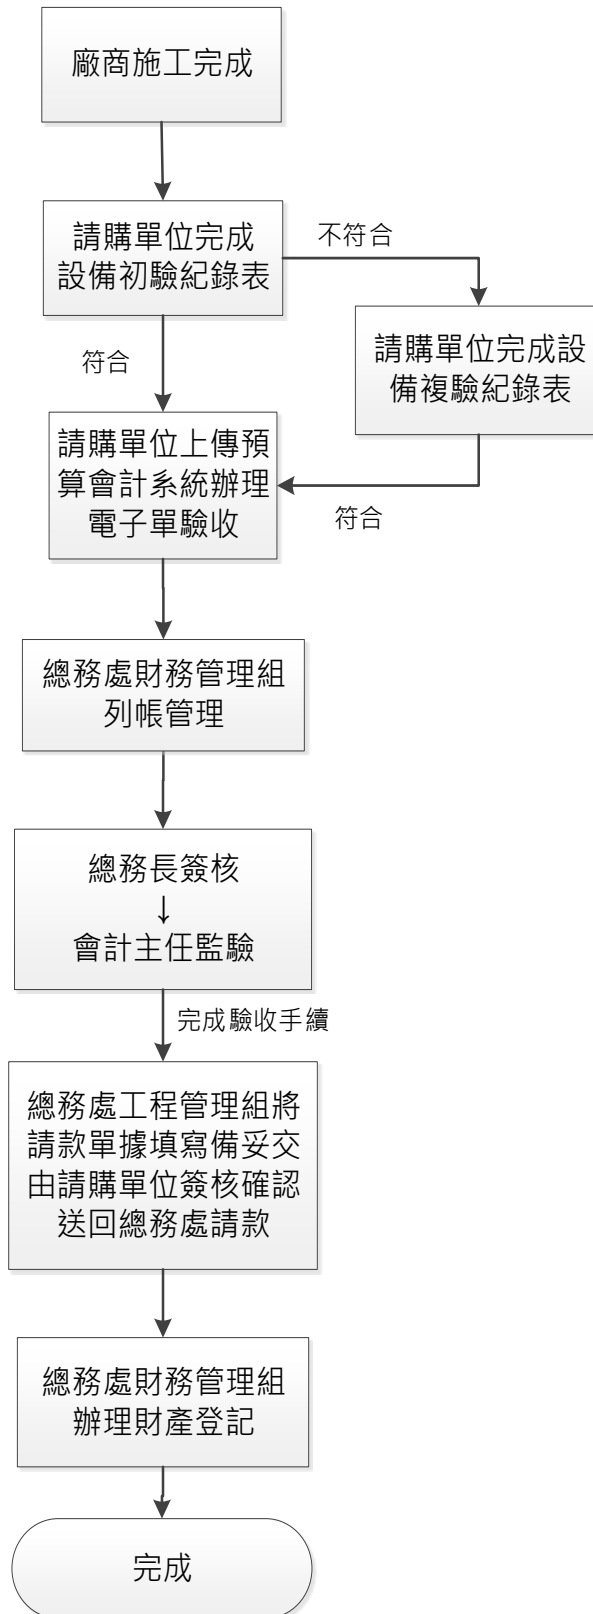 廠商施工完成
請購單位完成
設備初驗紀錄表
不符合
符合
請購單位完成設
備複驗紀錄表
符合
請購單位上傳預
算會計系統辦理
電子單驗收
總務處財務管理組
列帳管理
總務長簽核
↓
會計主任監驗
完成驗收手續
總務處工程管理組將
請款單據填寫備妥交
由請購單位簽核確認
送回總務處請款
總務處財務管理組
辦理財產登記
完成